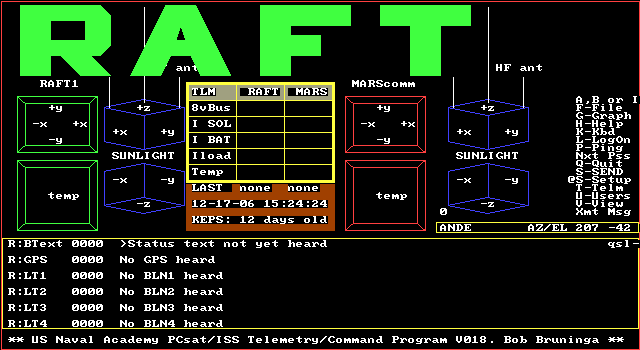 RAFT
ant
HF ant
RAFT1
MARScomm
+y
-x +x
-y
temp
+z
+x +y
SUNLIGHT
-x -y
-z
TLM RAFT MARS
8vBus
I SOL
I BAT
Iload
Temp
LAST none none
12-17-06 15:24:24
KEPS: 12 days old
+y
-x +x
-y
temp
+z
+x +y
SUNLIGHT
-x -y
-z
0
A,B or I
F-File
G-Graph
H-Help
K-Kbd
L-LogOn
P-Ping
Nxt Pss
Q-Quit
S-SEND
@S-Setup
T-Telm
U-Users
V-View
Xmt Msg
ANDE AZ/EL 207 -42
R:BText 0000 >Status text not yet heard qsl-
R:GPS 0000 No GPS heard
R:LT1 0000 No BLN1 heard
R:LT2 0000 No BLN2 heard
R:LT3 0000 No BLN3 heard
R:LT4 0000 No BLN4 heard
** US Naval Academy PCsat/ISS Telemetry/Command Program V018. Bob Bruninga **